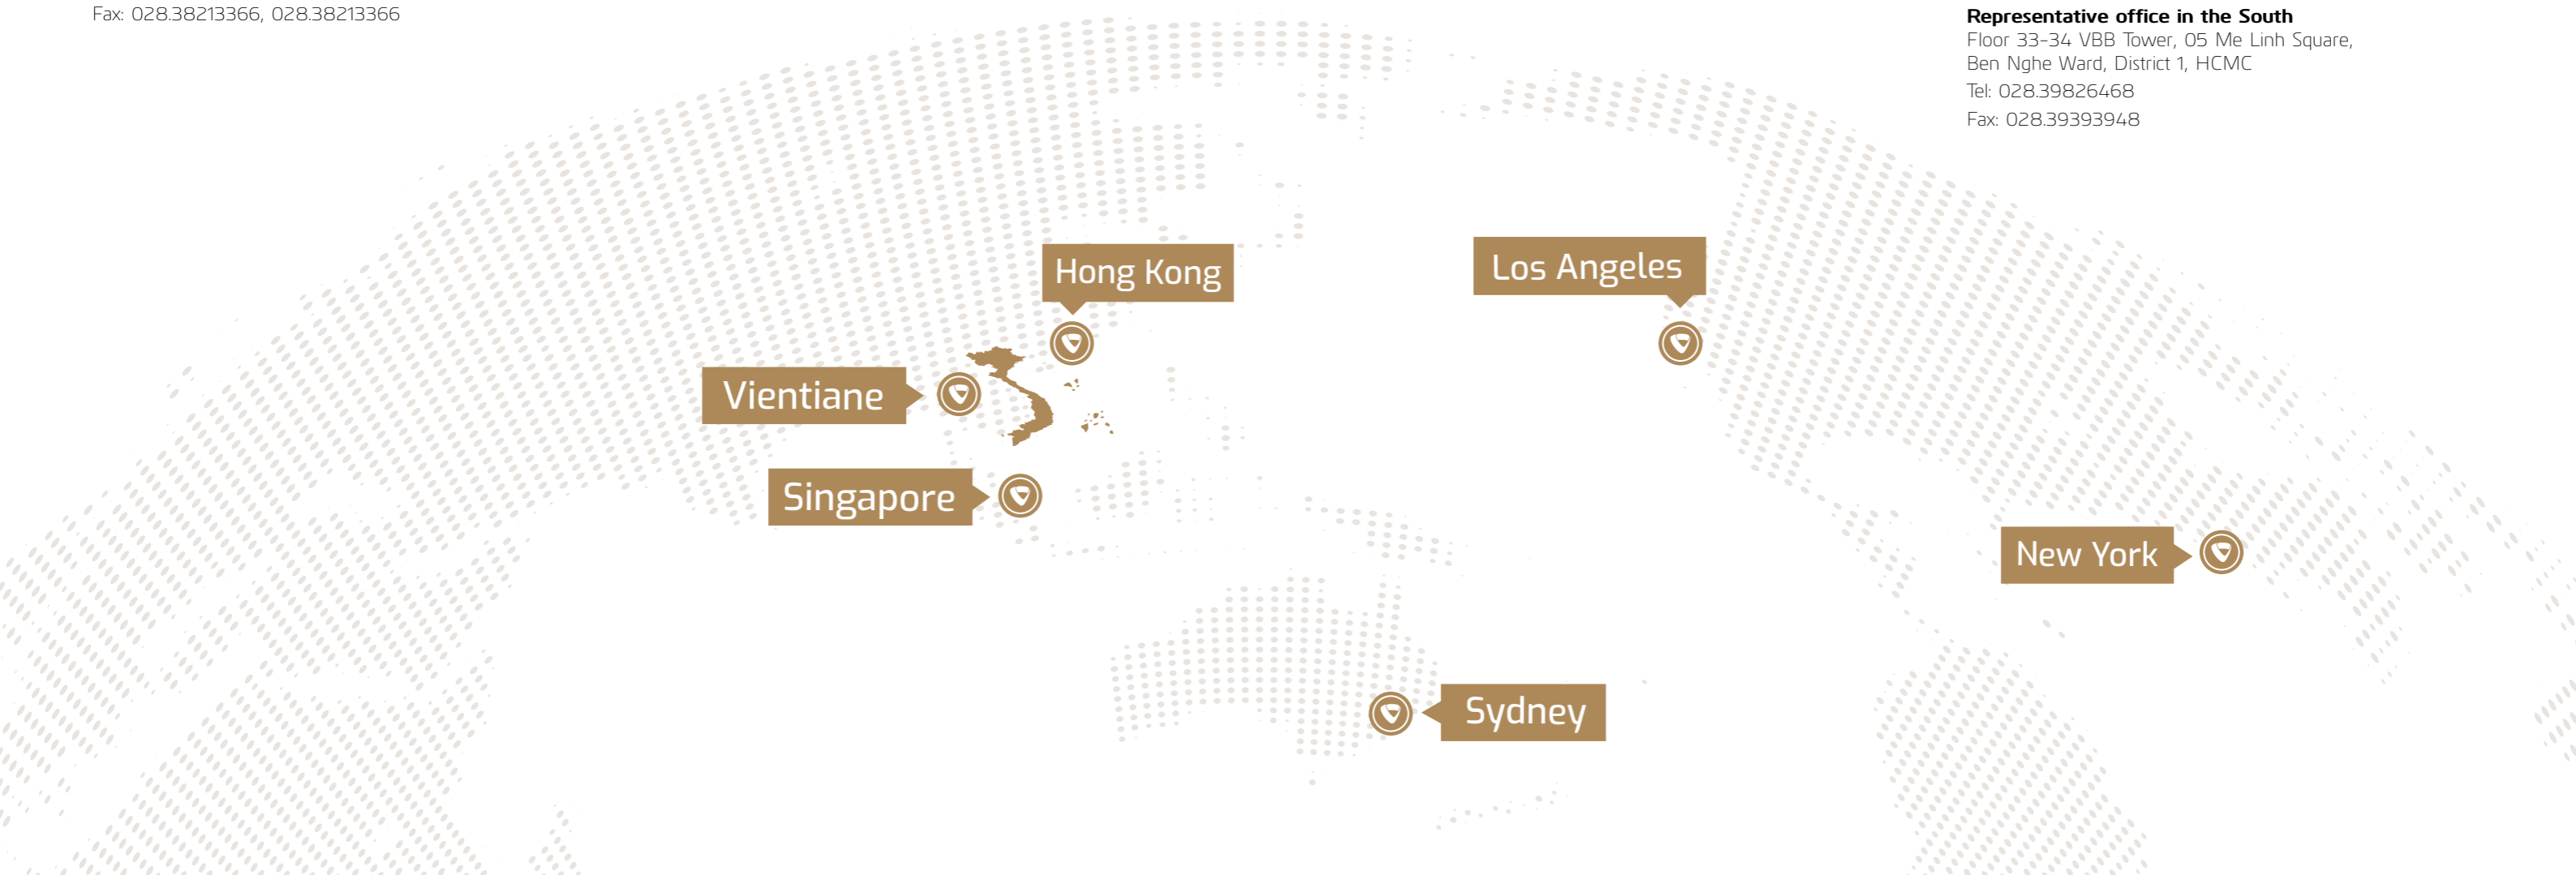 Fax: 028.38213366, 028.38213366
Representative office in the South
Floor 33-34 VBB Tower, 05 Me Linh Square,
Ben Nghe Ward, District 1, HCMC
Tel: 028.39826468
Fax: 028.39393948
Hong Kong
Los Angeles
Vientiane
Singapore
New York
Sydney